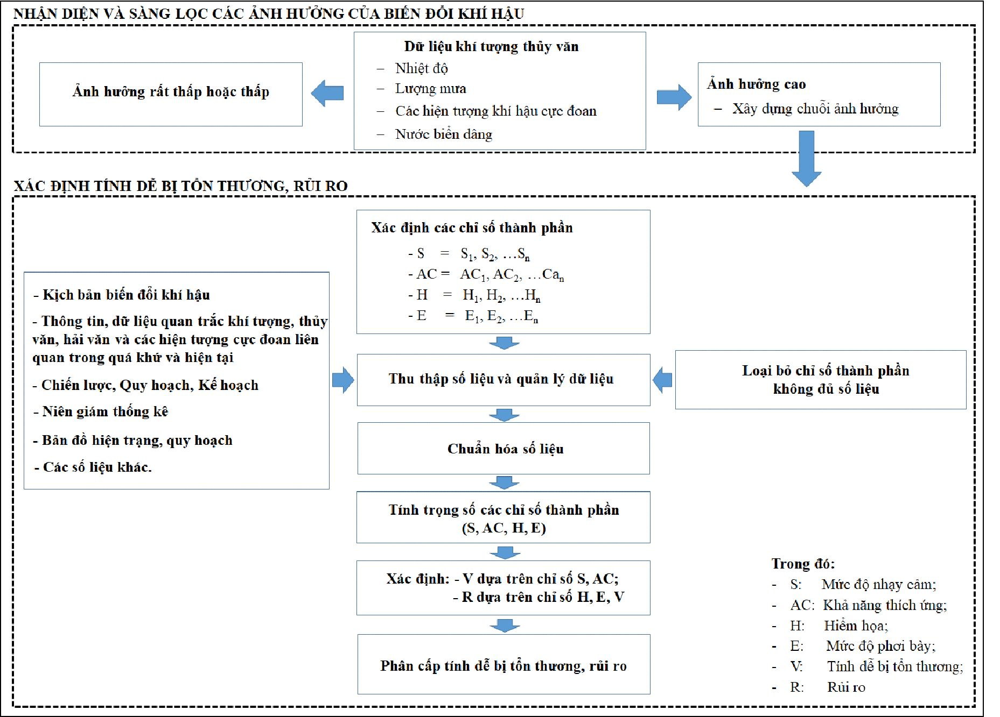 NHẬN DIỆN VÀ SÀNG LỌC CÁC ẢNH HƯỞNG CỦA BIẾN ĐỔI KHÍ HẬU
Ảnh hưởng rất thấp hoặc thấp
Dữ liệu khí tượng thủy văn
– Nhiệt độ
– Lượng mưa
– Các hiện tượng khí hậu cực đoan
– Nước biển dâng
Ảnh hưởng cao
– Xây dựng chuỗi ảnh hưởng
XÁC ĐỊNH TÍNH DỄ BỊ TỔN THƯƠNG, RỦI RO
Xác định các chỉ số thành phần
- S = S₁, S₂, …Sₙ
- AC = AC₁, AC₂, …Caₙ
- H = H₁, H₂, …Hₙ
- E = E₁, E₂, …Eₙ
- Kịch bản biến đổi khí hậu
- Thông tin, dữ liệu quan trắc khí tượng, thủy
văn, hải văn và các hiện tượng cực đoan liên
quan trong quá khứ và hiện tại
- Chiến lược, Quy hoạch, Kế hoạch
- Niên giám thống kê
- Bản đồ hiện trạng, quy hoạch
- Các số liệu khác.
Thu thập số liệu và quản lý dữ liệu
Loại bỏ chỉ số thành phần
không đủ số liệu
Chuẩn hóa số liệu
Tính trọng số các chỉ số thành phần
(S, AC, H, E)
Xác định: - V dựa trên chỉ số S, AC;
- R dựa trên chỉ số H, E, V
Phân cấp tính dễ bị tổn thương, rủi ro
Trong đó:
- S: Mức độ nhạy cảm;
- AC: Khả năng thích ứng;
- H: Hiểm họa;
- E: Mức độ phơi bày;
- V: Tính dễ bị tổn thương;
- R: Rủi ro